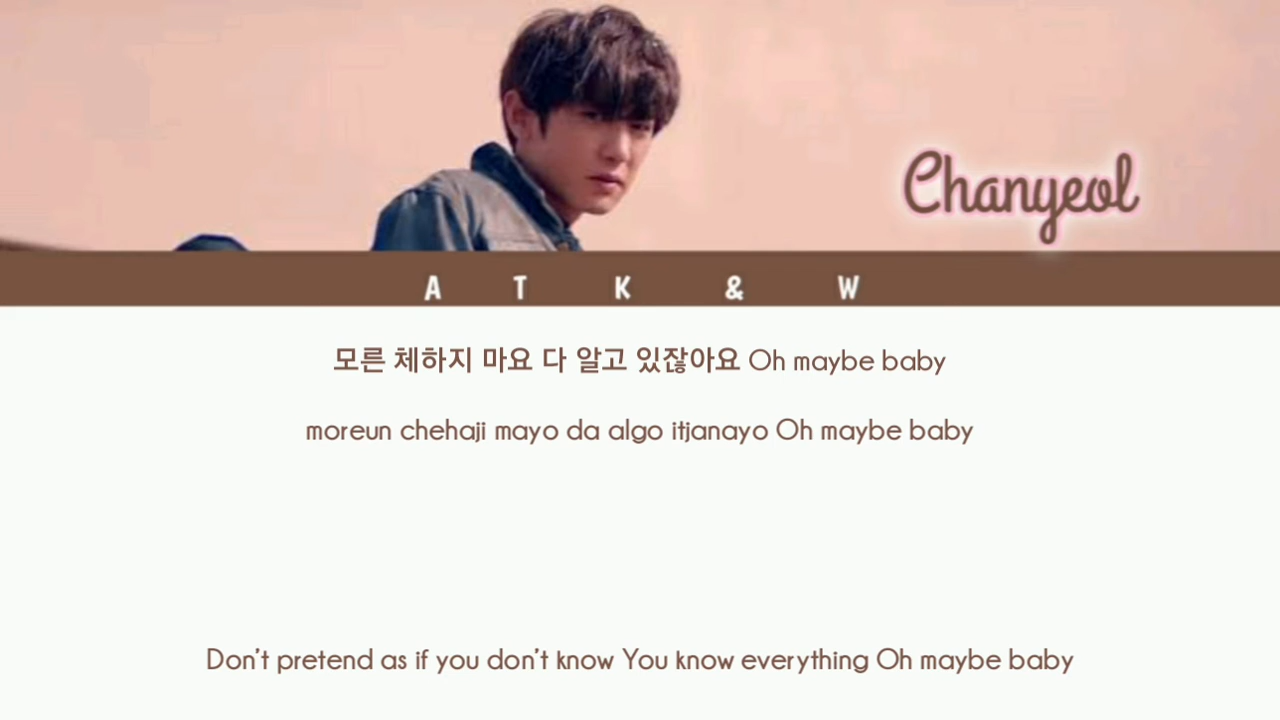 Chanyeol
A T K & W
모른 체하지 마요 다 알고 있잖아요 Oh maybe baby
moreun chehaji mayo da algo itjanayo Oh maybe baby
Don't pretend as if you don't know You know everything Oh maybe baby